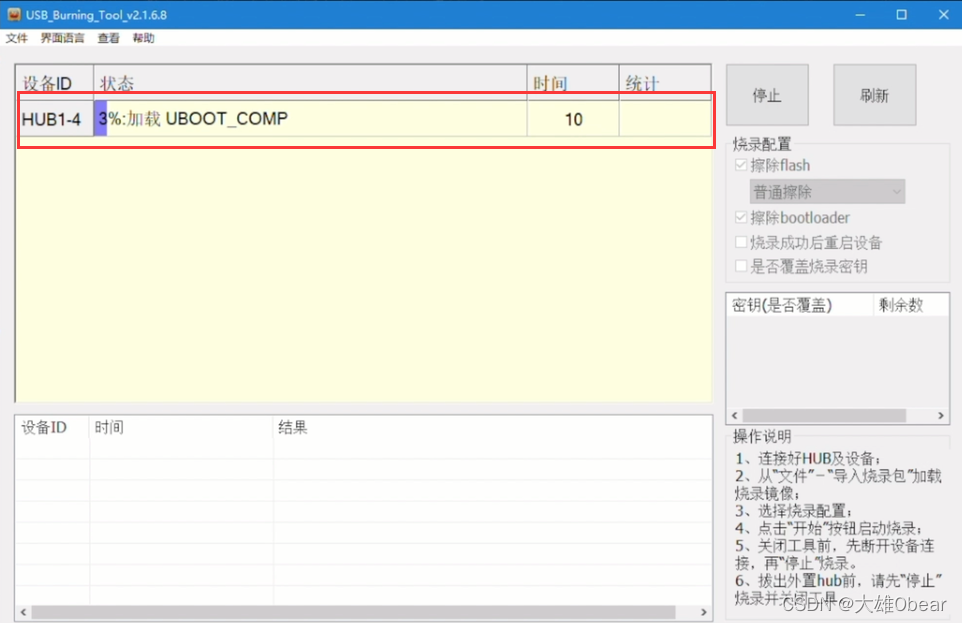 USB_Burning_Tool_v2.1.6.8
文件 界面语言 查看 帮助
设备ID 状态 时间 统计
HUB1-4 3%:加载 UBOOT_COMP 10
停止 刷新
烧录配置
擦除flash
普通擦除
擦除bootloader
烧录成功后重启设备
是否覆盖烧录密钥
密钥(是否覆盖) 剩余数
设备ID 时间 结果
操作说明
1、连接好HUB及设备;
2、从“文件”-“导入烧录包”加载
烧录镜像;
3、选择烧录配置;
4、点击“开始”按钮启动烧录;
5、关闭工具前，先断开设备连
接，再“停止”烧录。
6、拔出外置hub前，请先“停止”
烧录并关闭工具。
CSDN @大雄Obear